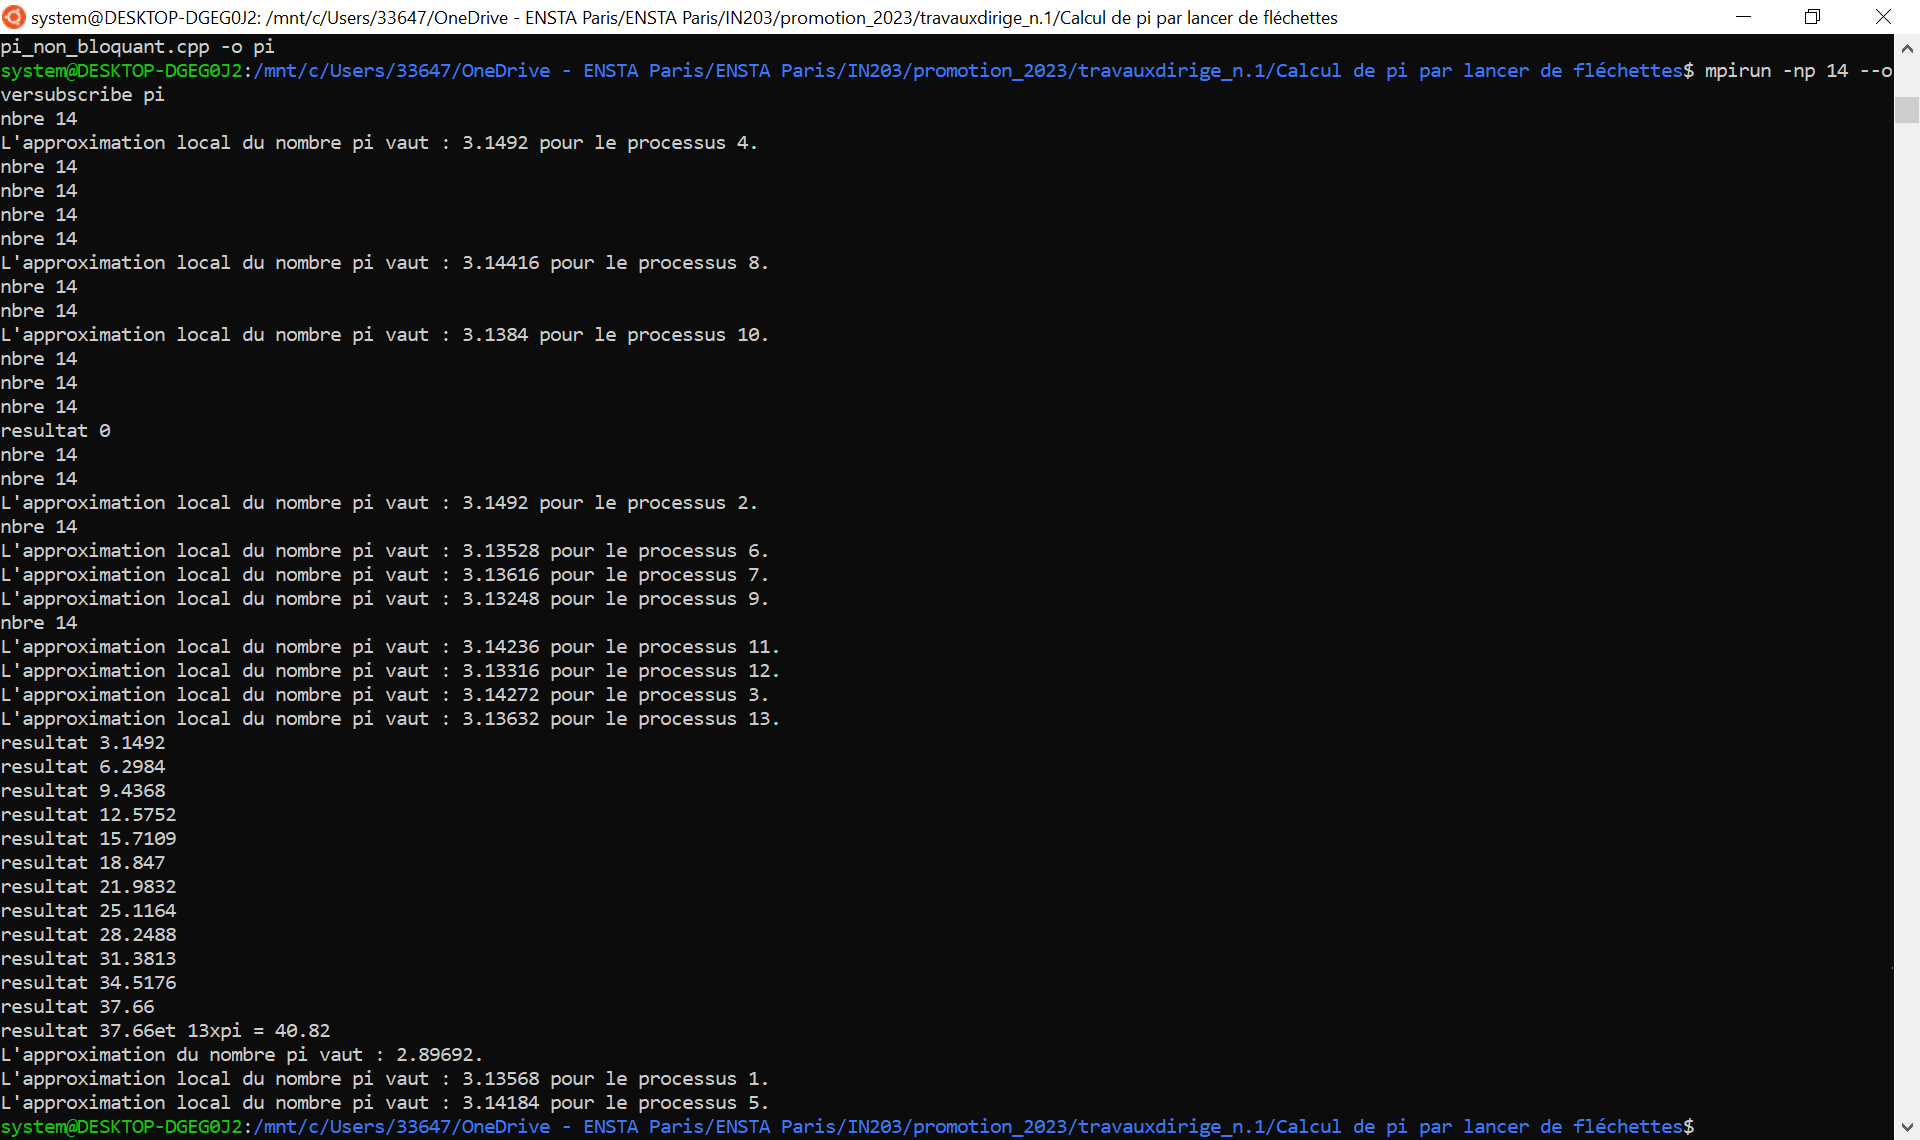 system@DESKTOP-DGEG0J2: /mnt/c/Users/33647/OneDrive - ENSTA Paris/ENSTA Paris/IN203/promotion_2023/travauxdirige_n.1/Calcul de pi par lancer de fléchettes
pi_non_bloquant.cpp -o pi
system@DESKTOP-DGEG0J2:/mnt/c/Users/33647/OneDrive - ENSTA Paris/ENSTA Paris/IN203/promotion_2023/travauxdirige_n.1/Calcul de pi par lancer de fléchettes$ mpirun -np 14 --o
versubscribe pi
nbre 14
L'approximation local du nombre pi vaut : 3.1492 pour le processus 4.
nbre 14
nbre 14
nbre 14
nbre 14
L'approximation local du nombre pi vaut : 3.14416 pour le processus 8.
nbre 14
nbre 14
L'approximation local du nombre pi vaut : 3.1384 pour le processus 10.
nbre 14
nbre 14
nbre 14
resultat 0
nbre 14
nbre 14
L'approximation local du nombre pi vaut : 3.1492 pour le processus 2.
nbre 14
L'approximation local du nombre pi vaut : 3.13528 pour le processus 6.
L'approximation local du nombre pi vaut : 3.13616 pour le processus 7.
L'approximation local du nombre pi vaut : 3.13248 pour le processus 9.
nbre 14
L'approximation local du nombre pi vaut : 3.14236 pour le processus 11.
L'approximation local du nombre pi vaut : 3.13316 pour le processus 12.
L'approximation local du nombre pi vaut : 3.14272 pour le processus 3.
L'approximation local du nombre pi vaut : 3.13632 pour le processus 13.
resultat 3.1492
resultat 6.2984
resultat 9.4368
resultat 12.5752
resultat 15.7109
resultat 18.847
resultat 21.9832
resultat 25.1164
resultat 28.2488
resultat 31.3813
resultat 34.5176
resultat 37.66
resultat 37.66et 13xpi = 40.82
L'approximation du nombre pi vaut : 2.89692.
L'approximation local du nombre pi vaut : 3.13568 pour le processus 1.
L'approximation local du nombre pi vaut : 3.14184 pour le processus 5.
system@DESKTOP-DGEG0J2:/mnt/c/Users/33647/OneDrive - ENSTA Paris/ENSTA Paris/IN203/promotion_2023/travauxdirige_n.1/Calcul de pi par lancer de fléchettes$